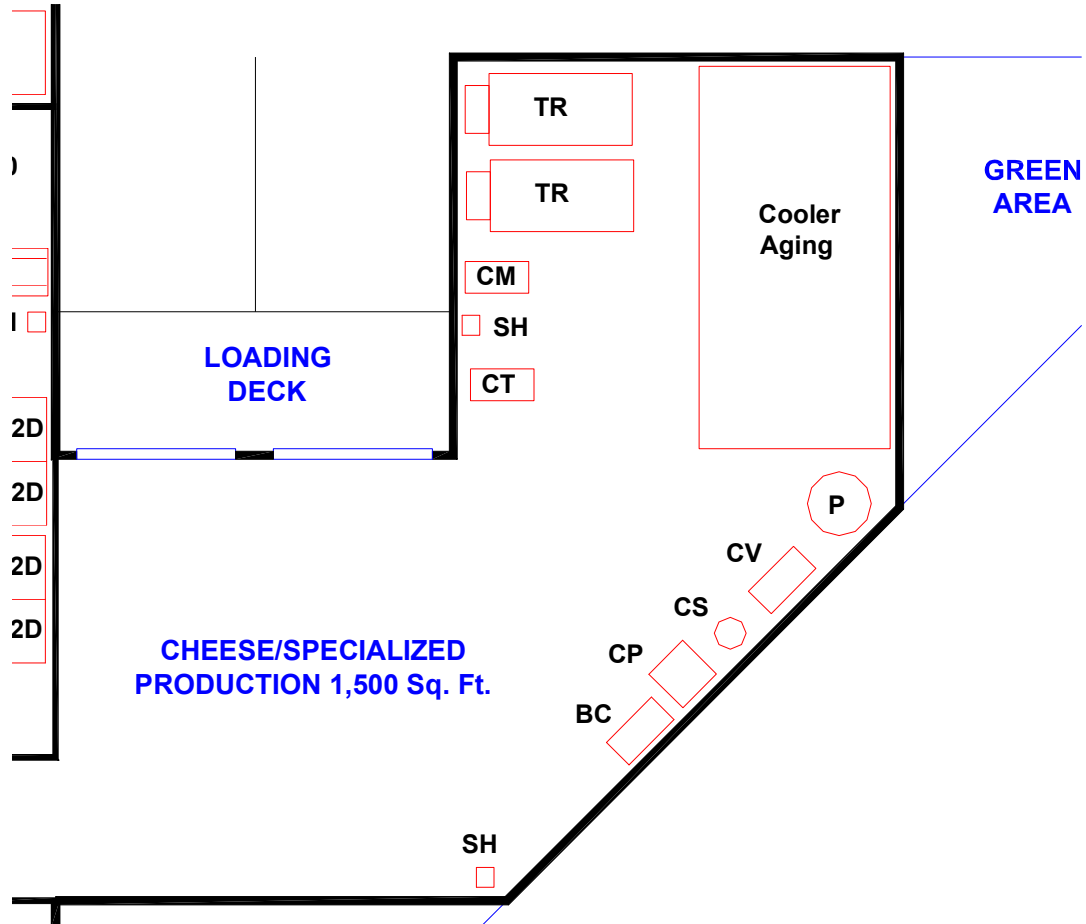 TR
GREEN
AREA
TR
Cooler
Aging
CM
SH
LOADING
DECK
CT
2D
2D
P
CV
2D
CS
2D
CHEESE/SPECIALIZED
PRODUCTION 1,500 Sq. Ft.
CP
BC
SH